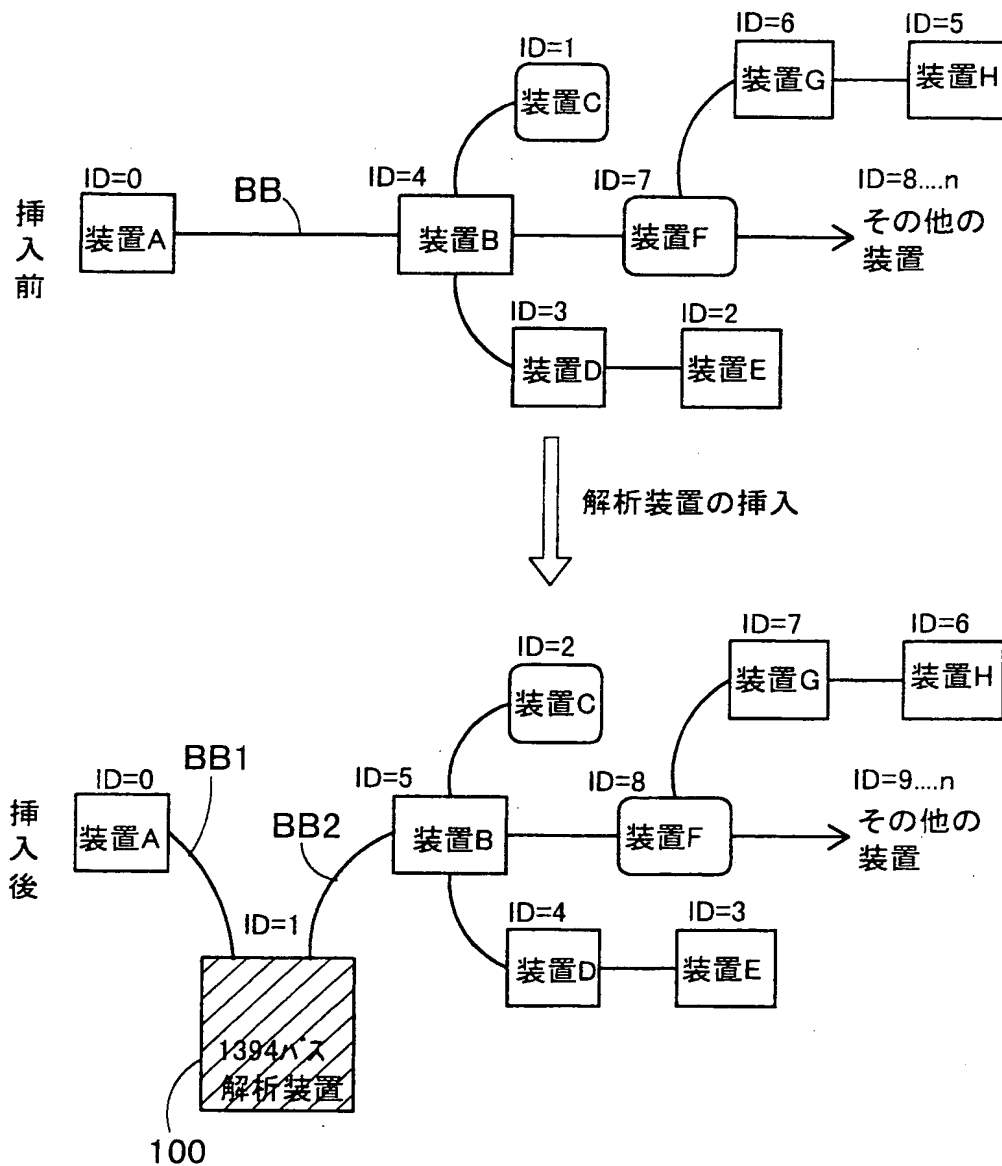 挿入前
ID=0
装置A
BB
ID=4
装置B
ID=1
装置C
ID=7
装置F
ID=6
装置G
ID=5
装置H
ID=8....n
その他の
装置
ID=3
装置D
ID=2
装置E
解析装置の挿入
挿入後
ID=0
装置A
BB1
BB2
ID=1
1394バス
解析装置
100
ID=5
装置B
ID=2
装置C
ID=8
装置F
ID=7
装置G
ID=6
装置H
ID=9....n
その他の
装置
ID=4
装置D
ID=3
装置E